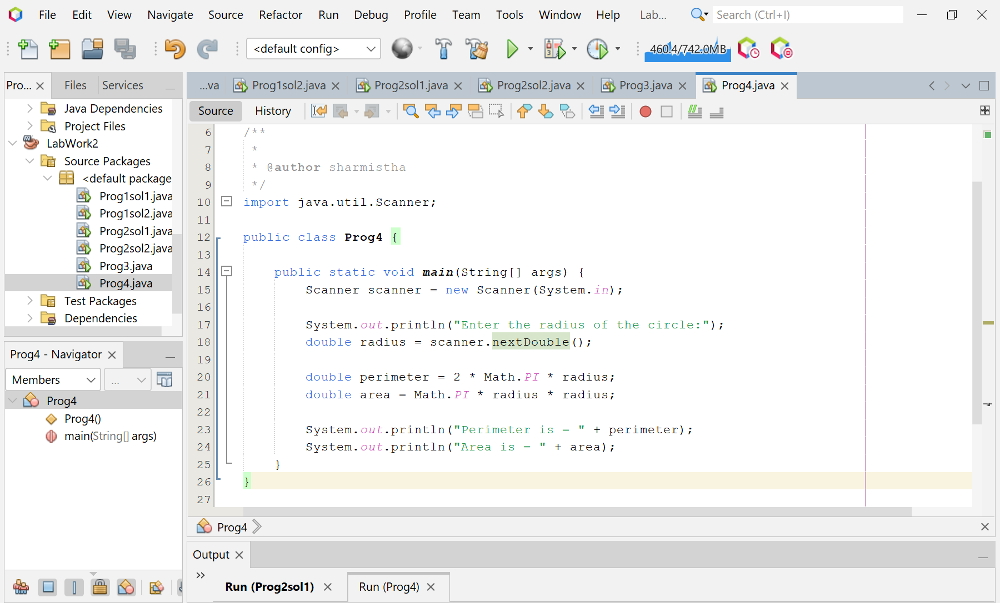 File Edit View Navigate Source Refactor Run Debug Profile Team Tools Window Help Lab... Search (Ctrl+I)
<default config> 460.4/742.0MB
Pro... Files Services
...va Prog1sol2.java Prog2sol1.java Prog2sol2.java Prog3.java Prog4.java
Source History
Java Dependencies
Project Files
LabWork2
Source Packages
<default package
Prog1sol1.java
Prog1sol2.java
Prog2sol1.java
Prog2sol2.java
Prog3.java
Prog4.java
Test Packages
Dependencies
Prog4 - Navigator
Members ...
Prog4
Prog4()
main(String[] args)
6 /**
7 *
8 * @author sharmistha
9 */
10 import java.util.Scanner;
11
12 public class Prog4 {
13
14 public static void main(String[] args) {
15 Scanner scanner = new Scanner(System.in);
16
17 System.out.println("Enter the radius of the circle:");
18 double radius = scanner.nextDouble();
19
20 double perimeter = 2 * Math.PI * radius;
21 double area = Math.PI * radius * radius;
22
23 System.out.println("Perimeter is = " + perimeter);
24 System.out.println("Area is = " + area);
25 }
26 }
27
Prog4
Output
Run (Prog2sol1) Run (Prog4)